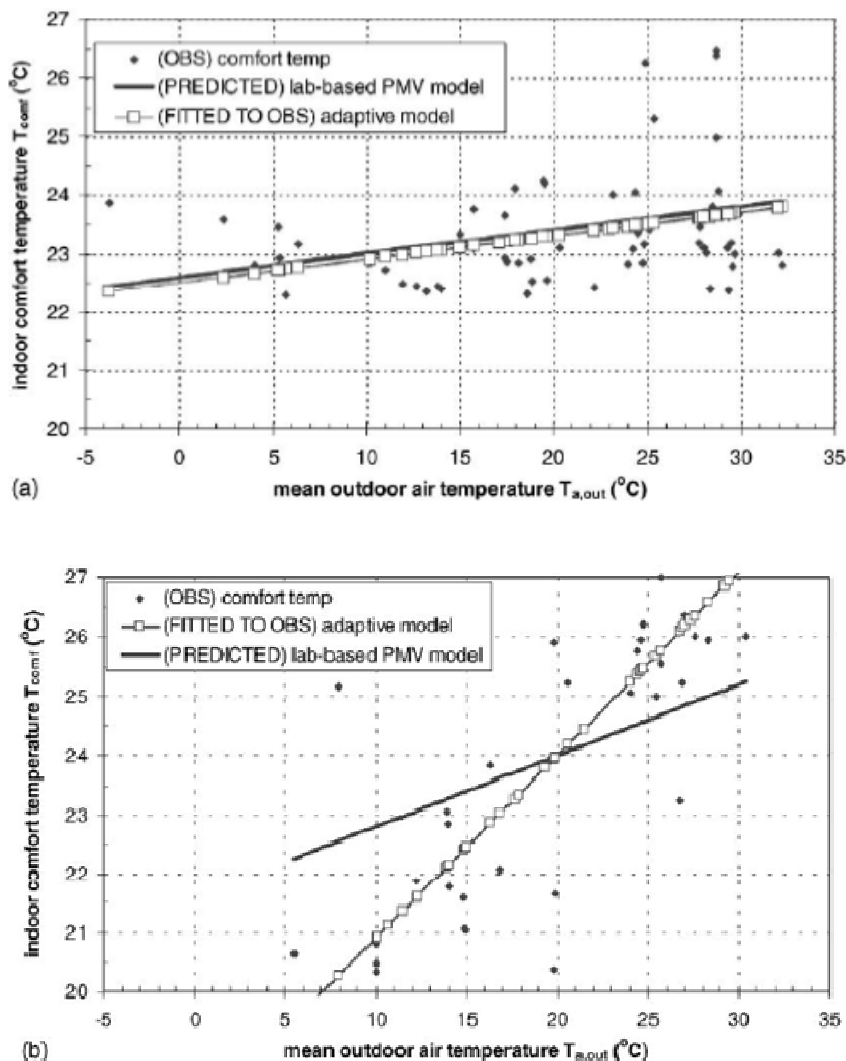 27
26
25
24
23
22
21
20
indoor comfort temperature Tcomf (°C)
(OBS) comfort temp
(PREDICTED) lab-based PMV model
(FITTED TO OBS) adaptive model
-5 0 5 10 15 20 25 30 35
(a)
mean outdoor air temperature Ta,out (°C)
27
26
25
24
23
22
21
20
indoor comfort temperature Tcomf (°C)
(OBS) comfort temp
(FITTED TO OBS) adaptive model
(PREDICTED) lab-based PMV model
-5 0 5 10 15 20 25 30 35
(b)
mean outdoor air temperature Ta,out (°C)